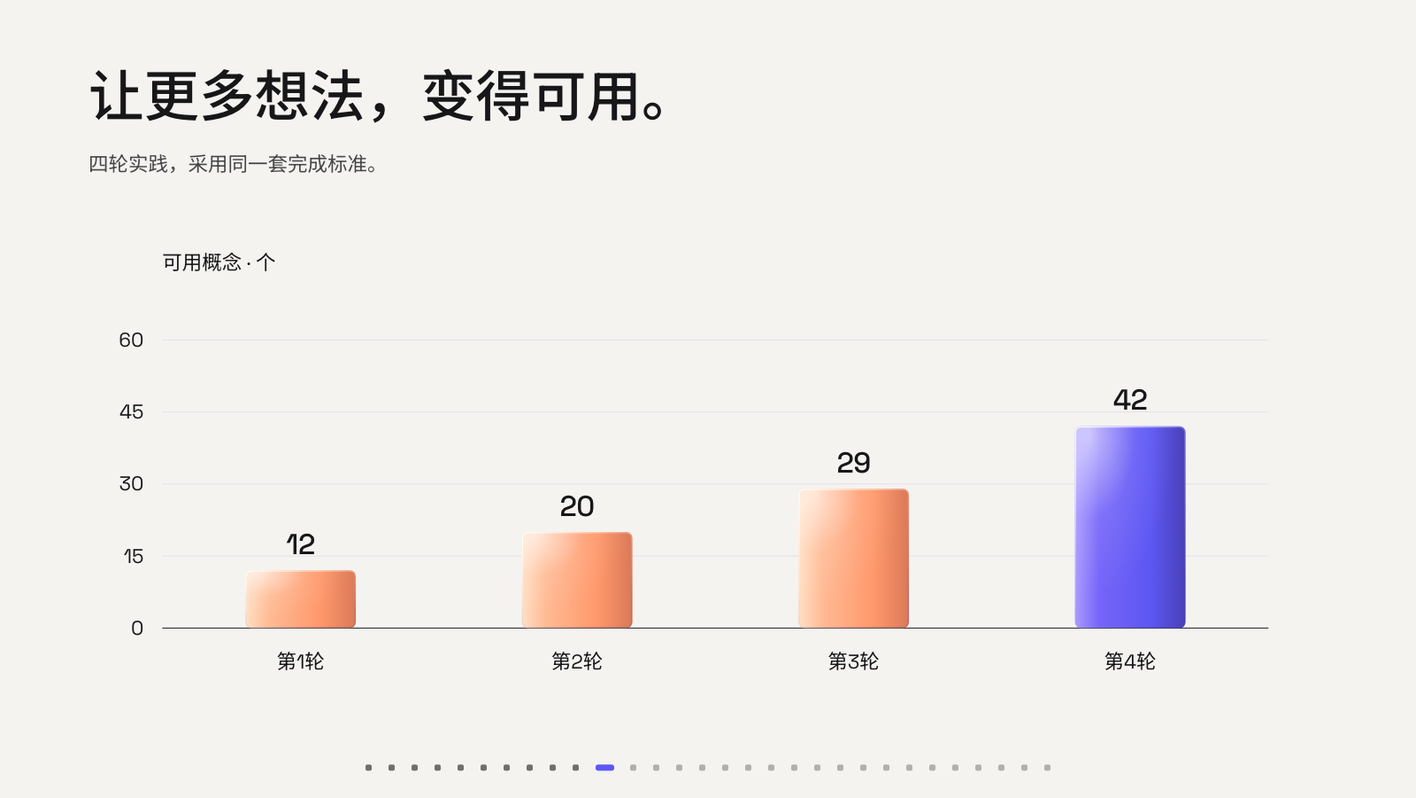 让更多想法，变得可用。
四轮实践，采用同一套完成标准。
可用概念 · 个
60
45
30
15
0
12
20
29
42
第1轮
第2轮
第3轮
第4轮